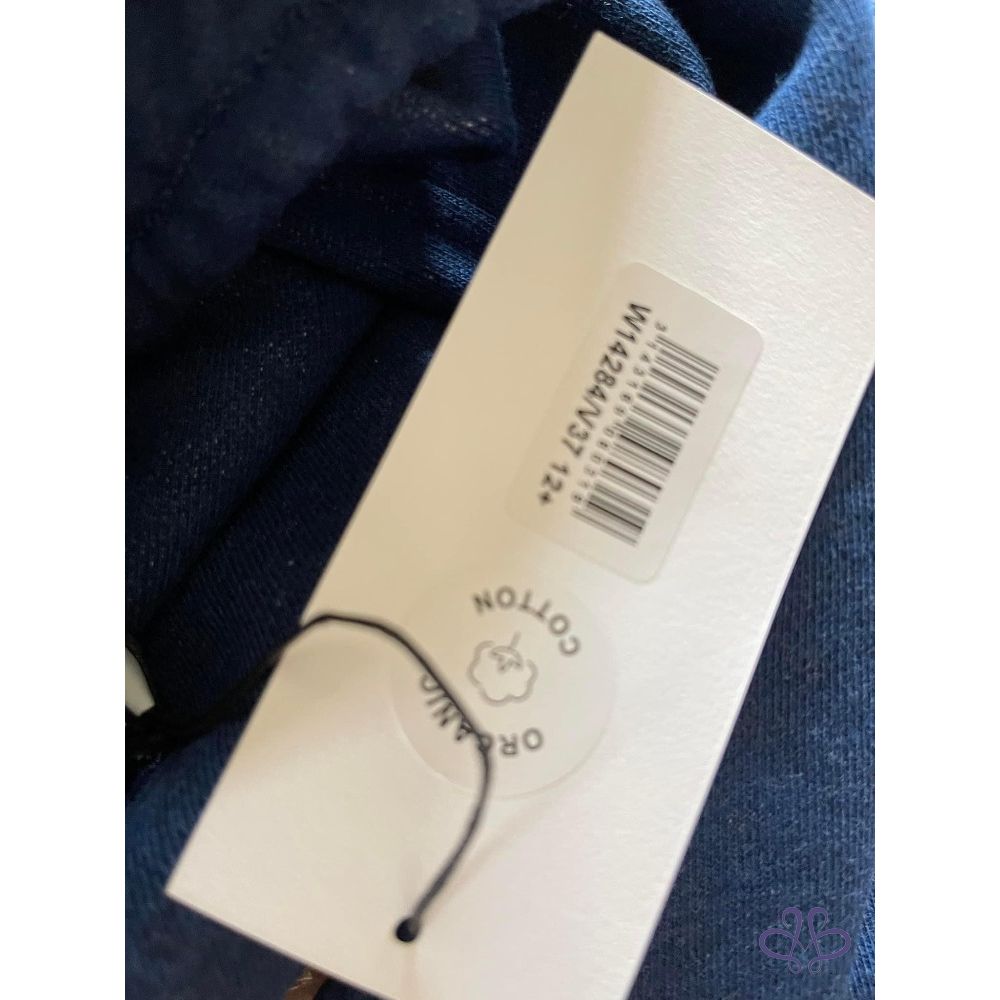 W14284/V37 12+
ORGANIC
COTTON